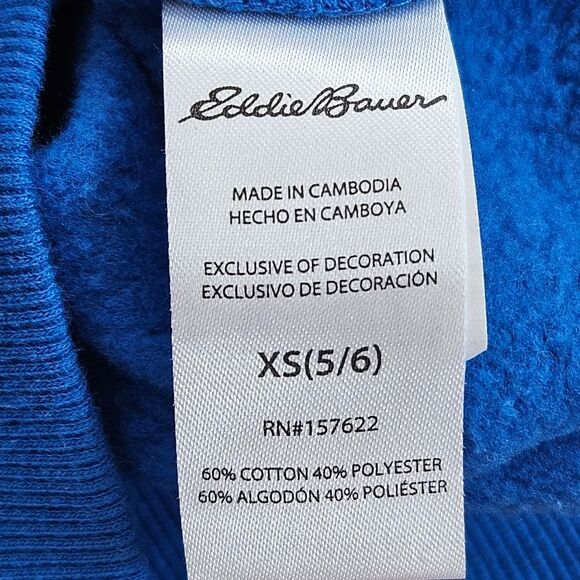 Eddie Bauer
MADE IN CAMBODIA
HECHO EN CAMBOYA
EXCLUSIVE OF DECORATION
EXCLUSIVO DE DECORACIÓN
XS(5/6)
RN#157622
60% COTTON 40% POLYESTER
60% ALGODÓN 40% POLIÉSTER